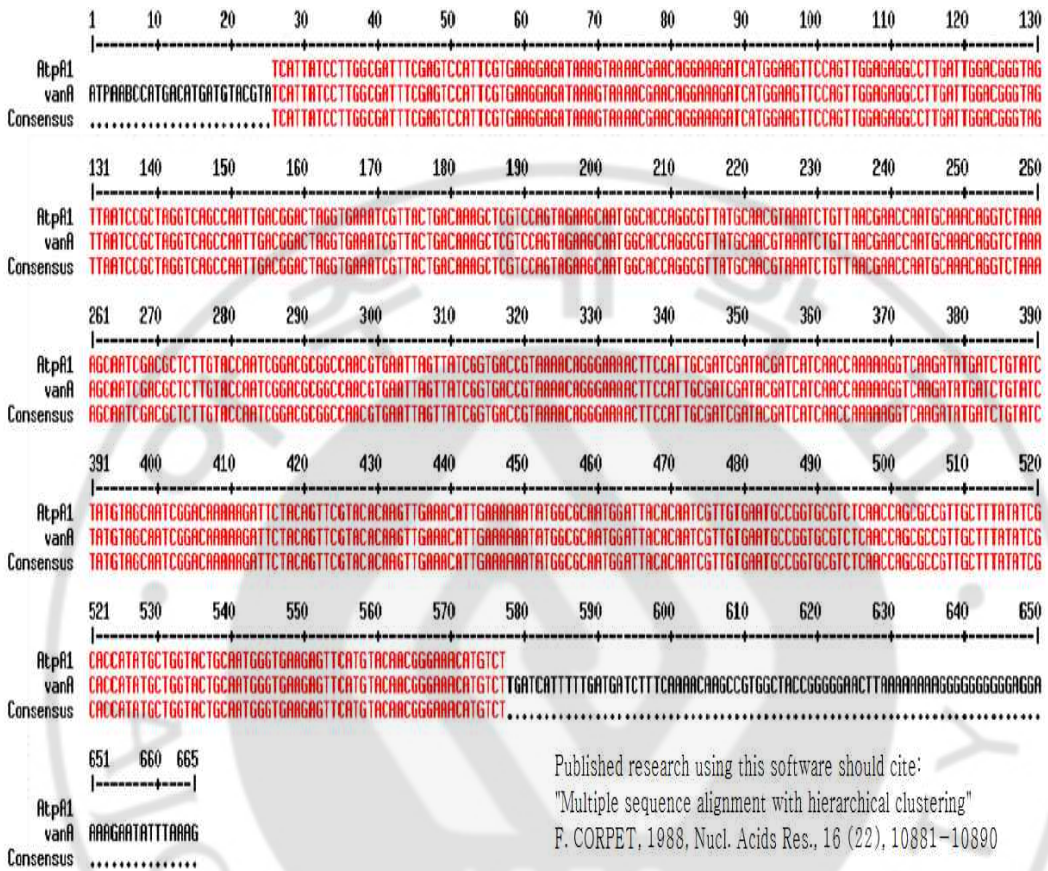 1 10 20 30 40 50 60 70 80 90 100 110 120 130
|--------+---------+---------+---------+---------+---------+---------+---------+---------+---------+---------+---------+---------|
AtpA1 TCATTATCCTTGGCGATTTCGAGTCCATTCGTGAAGGAGATAAAGTAAAACGAACAGGAAAGATCATGGAAGTTCCAGTTGGAGAGGCCTTGATTGGACGGGTAG
vanA ATPAABCCATGACATGATGTACGTATCATTATCCTTGGCGATTTCGAGTCCATTCGTGAAGGAGATAAAGTAAAACGAACAGGAAAGATCATGGAAGTTCCAGTTGGAGAGGCCTTGATTGGACGGGTAG
Consensus .........................TCATTATCCTTGGCGATTTCGAGTCCATTCGTGAAGGAGATAAAGTAAAACGAACAGGAAAGATCATGGAAGTTCCAGTTGGAGAGGCCTTGATTGGACGGGTAG
131 140 150 160 170 180 190 200 210 220 230 240 250 260
|--------+---------+---------+---------+---------+---------+---------+---------+---------+---------+---------+---------+---------|
AtpA1 TTAATCCGCTAGGTCAGCCAATTGACGGACTAGGTGAAATCGTTACTGACAAAGCTCGTCCAGTAGAAGCAATGGCACCAGGCGTTATGCAACGTAAATCTGTTAACGAACCAATGCAAACAGGTCTAAA
vanA TTAATCCGCTAGGTCAGCCAATTGACGGACTAGGTGAAATCGTTACTGACAAAGCTCGTCCAGTAGAAGCAATGGCACCAGGCGTTATGCAACGTAAATCTGTTAACGAACCAATGCAAACAGGTCTAAA
Consensus TTAATCCGCTAGGTCAGCCAATTGACGGACTAGGTGAAATCGTTACTGACAAAGCTCGTCCAGTAGAAGCAATGGCACCAGGCGTTATGCAACGTAAATCTGTTAACGAACCAATGCAAACAGGTCTAAA
261 270 280 290 300 310 320 330 340 350 360 370 380 390
|--------+---------+---------+---------+---------+---------+---------+---------+---------+---------+---------+---------+---------|
AtpA1 AGCAATCGACGCTCTTGTACCAATCGGACGCGGCCAACGTGAATTAGTTATCGGTGACCGTAAAACAGGGAAAACTTCCATTGCGATCGATACGATCATCAACCAAAAAGGTCAAGATATGATCTGTATC
vanA AGCAATCGACGCTCTTGTACCAATCGGACGCGGCCAACGTGAATTAGTTATCGGTGACCGTAAAACAGGGAAAACTTCCATTGCGATCGATACGATCATCAACCAAAAAGGTCAAGATATGATCTGTATC
Consensus AGCAATCGACGCTCTTGTACCAATCGGACGCGGCCAACGTGAATTAGTTATCGGTGACCGTAAAACAGGGAAAACTTCCATTGCGATCGATACGATCATCAACCAAAAAGGTCAAGATATGATCTGTATC
391 400 410 420 430 440 450 460 470 480 490 500 510 520
|--------+---------+---------+---------+---------+---------+---------+---------+---------+---------+---------+---------+---------|
AtpA1 TATGTAGCAATCGGACAAAAAGATTCTACAGTTCGTACACAAGTTGAAACATTGAAAAAATATGGCGCAATGGATTACACAATCGTTGTGAATGCCGGTGCGTCTCAACCAGCGCCGTTGCTTTATATCG
vanA TATGTAGCAATCGGACAAAAAGATTCTACAGTTCGTACACAAGTTGAAACATTGAAAAAATATGGCGCAATGGATTACACAATCGTTGTGAATGCCGGTGCGTCTCAACCAGCGCCGTTGCTTTATATCG
Consensus TATGTAGCAATCGGACAAAAAGATTCTACAGTTCGTACACAAGTTGAAACATTGAAAAAATATGGCGCAATGGATTACACAATCGTTGTGAATGCCGGTGCGTCTCAACCAGCGCCGTTGCTTTATATCG
521 530 540 550 560 570 580 590 600 610 620 630 640 650
|--------+---------+---------+---------+---------+---------+---------+---------+---------+---------+---------+---------+---------|
AtpA1 CACCATATGCTGGTACTGCAATGGGTGAAGAGTTCATGTACAACGGGAAACATGTCT
vanA CACCATATGCTGGTACTGCAATGGGTGAAGAGTTCATGTACAACGGGAAACATGTCTTGATCATTTTTGATGATCTTTCAAAACAAGCCGTGGCTACCGGGGGAACTTAAAAAAAAGGGGGGGGGGAGGA
Consensus CACCATATGCTGGTACTGCAATGGGTGAAGAGTTCATGTACAACGGGAAACATGTCT.........................................................................
651 660 665
|--------+----|
AtpA1
vanA AAAGAATATTTAAAG
Consensus ...............
Published research using this software should cite:
"Multiple sequence alignment with hierarchical clustering"
F. CORPET, 1988, Nucl. Acids Res., 16 (22), 10881-10890